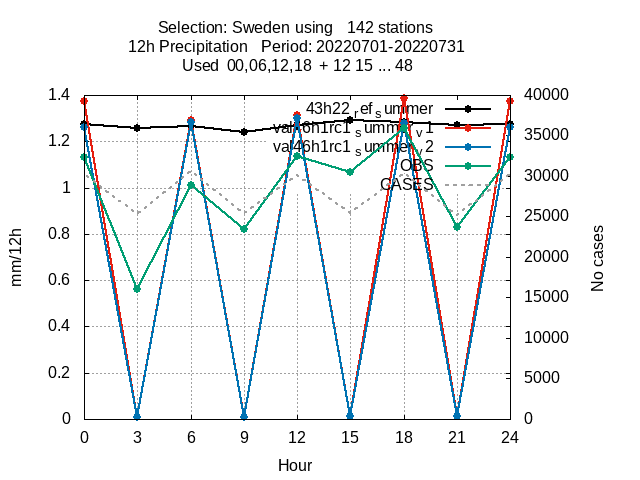 Selection: Sweden using 142 stations
12h Precipitation Period: 20220701-20220731
Used 00,06,12,18 + 12 15 ... 48
1.4
1.2
1
0.8
0.6
0.4
0.2
0
mm/12h
43h22_ref_summer
val46h1rc1_summer_v1
val46h1rc1_summer_v2
OBS
CASES
40000
35000
30000
25000
20000
15000
10000
5000
0
No cases
0 3 6 9 12 15 18 21 24
Hour